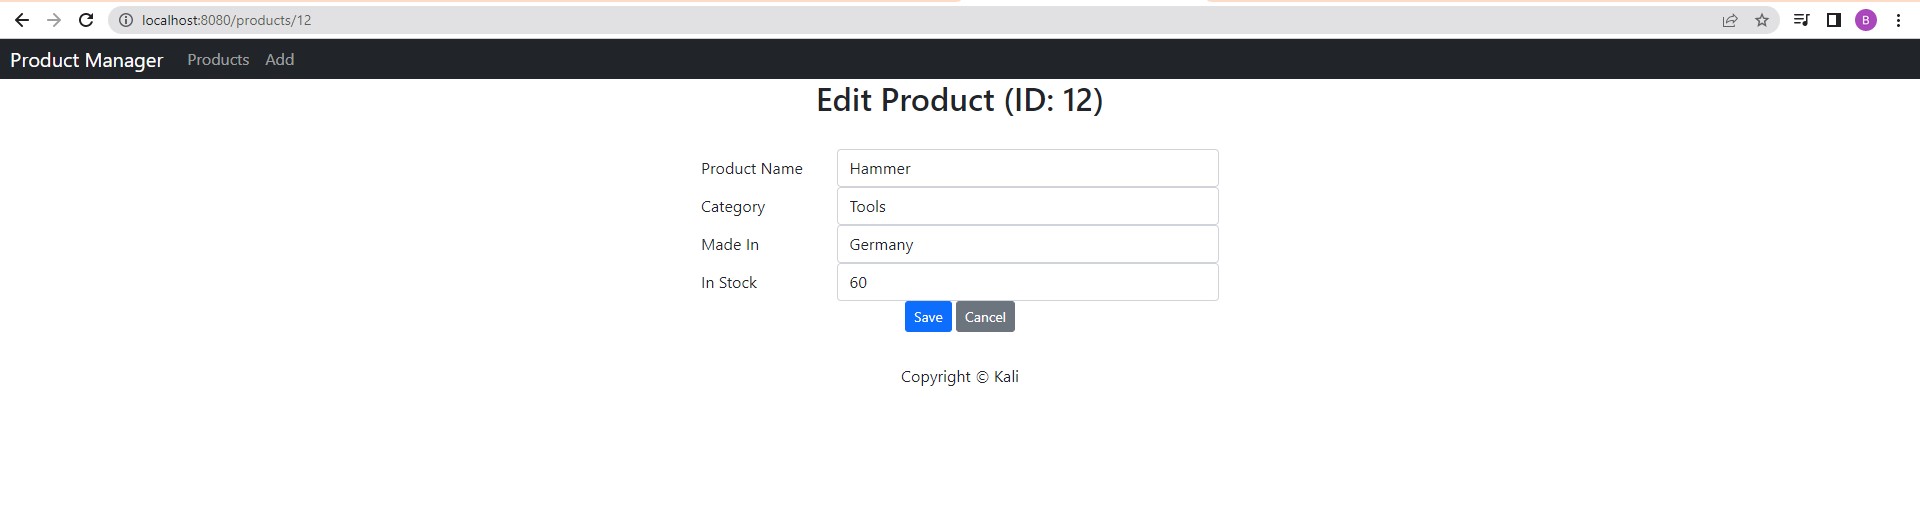 localhost:8080/products/12
B
Product Manager Products Add
Edit Product (ID: 12)
Product Name Hammer
Category Tools
Made In Germany
In Stock 60
Save Cancel
Copyright © Kali